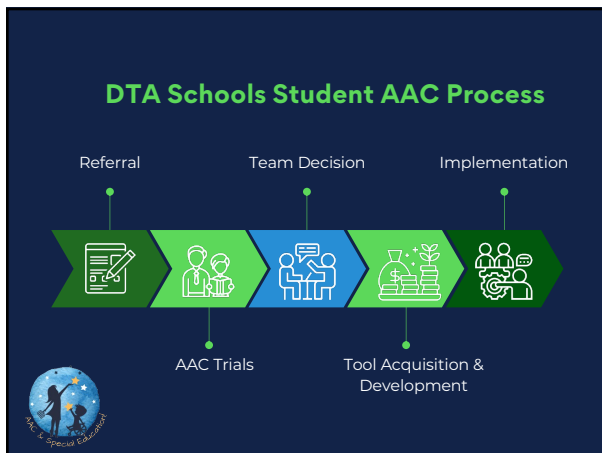 DTA Schools Student AAC Process
Referral
Team Decision
Implementation
$
AAC Trials
Tool Acquisition &
Development
AAC & Special Education!